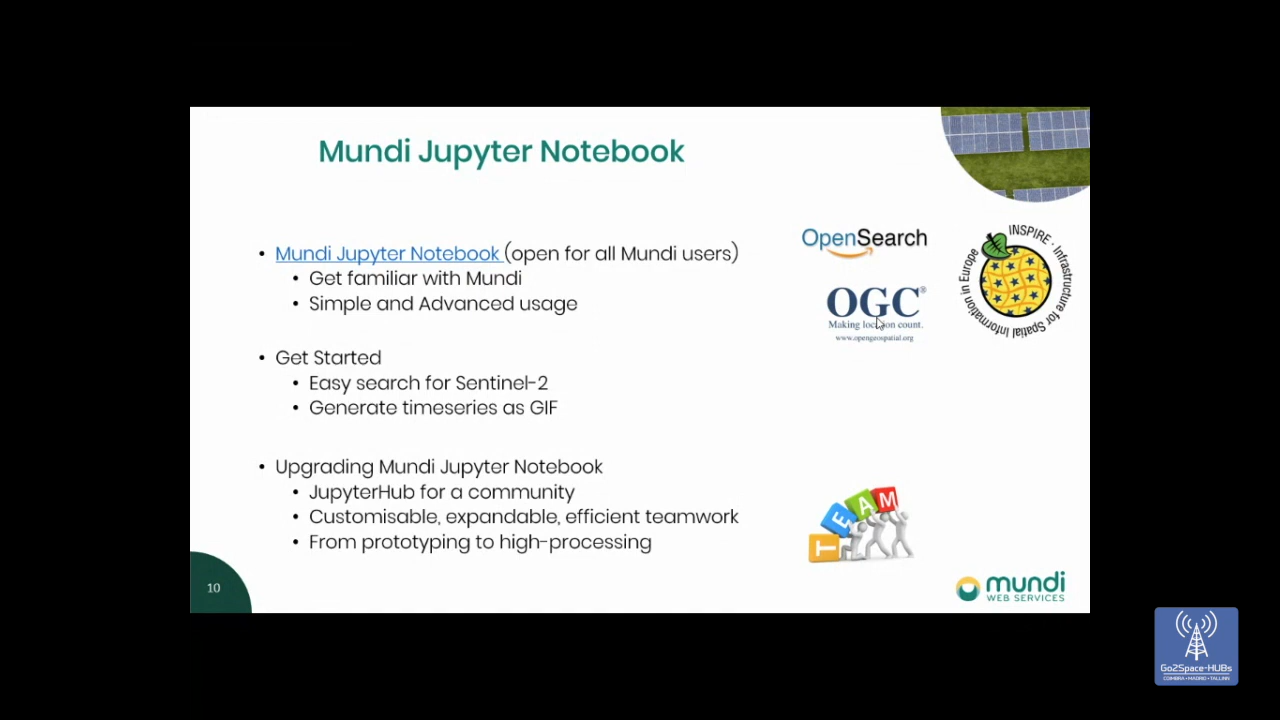 Mundi Jupyter Notebook
• Mundi Jupyter Notebook (open for all Mundi users)
• Get familiar with Mundi
• Simple and Advanced usage
• Get Started
• Easy search for Sentinel-2
• Generate timeseries as GIF
• Upgrading Mundi Jupyter Notebook
• JupyterHub for a community
• Customisable, expandable, efficient teamwork
• From prototyping to high-processing
OpenSearch
OGC®
Making location count.
www.opengeospatial.org
INSPIRE · Infrastructure for Spatial Information in Europe
TEAM
10
mundi
WEB SERVICES
Go2Space-HUBs
COIMBRA • MADRID • TALLINN